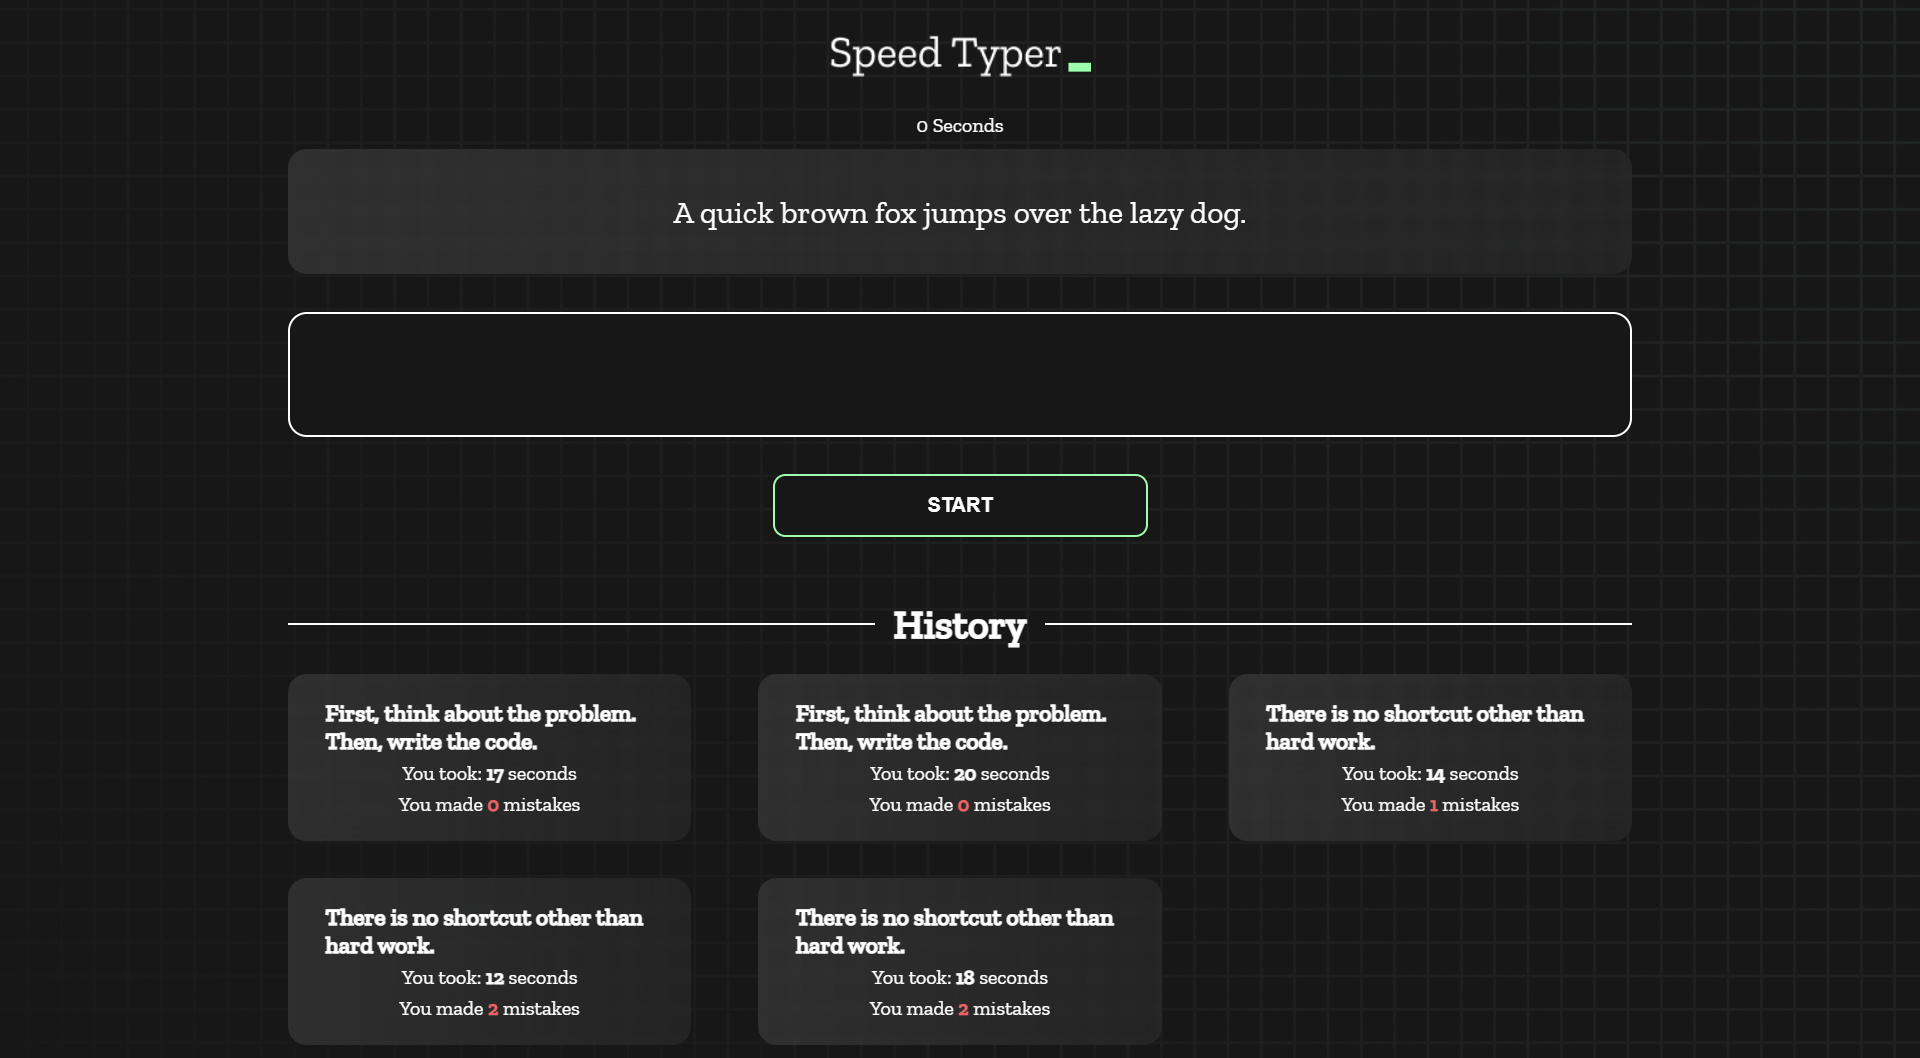 Speed Typer
0 Seconds
A quick brown fox jumps over the lazy dog.
START
History
First, think about the problem.
Then, write the code.
You took: 17 seconds
You made 0 mistakes
First, think about the problem.
Then, write the code.
You took: 20 seconds
You made 0 mistakes
There is no shortcut other than
hard work.
You took: 14 seconds
You made 1 mistakes
There is no shortcut other than
hard work.
You took: 12 seconds
You made 2 mistakes
There is no shortcut other than
hard work.
You took: 18 seconds
You made 2 mistakes